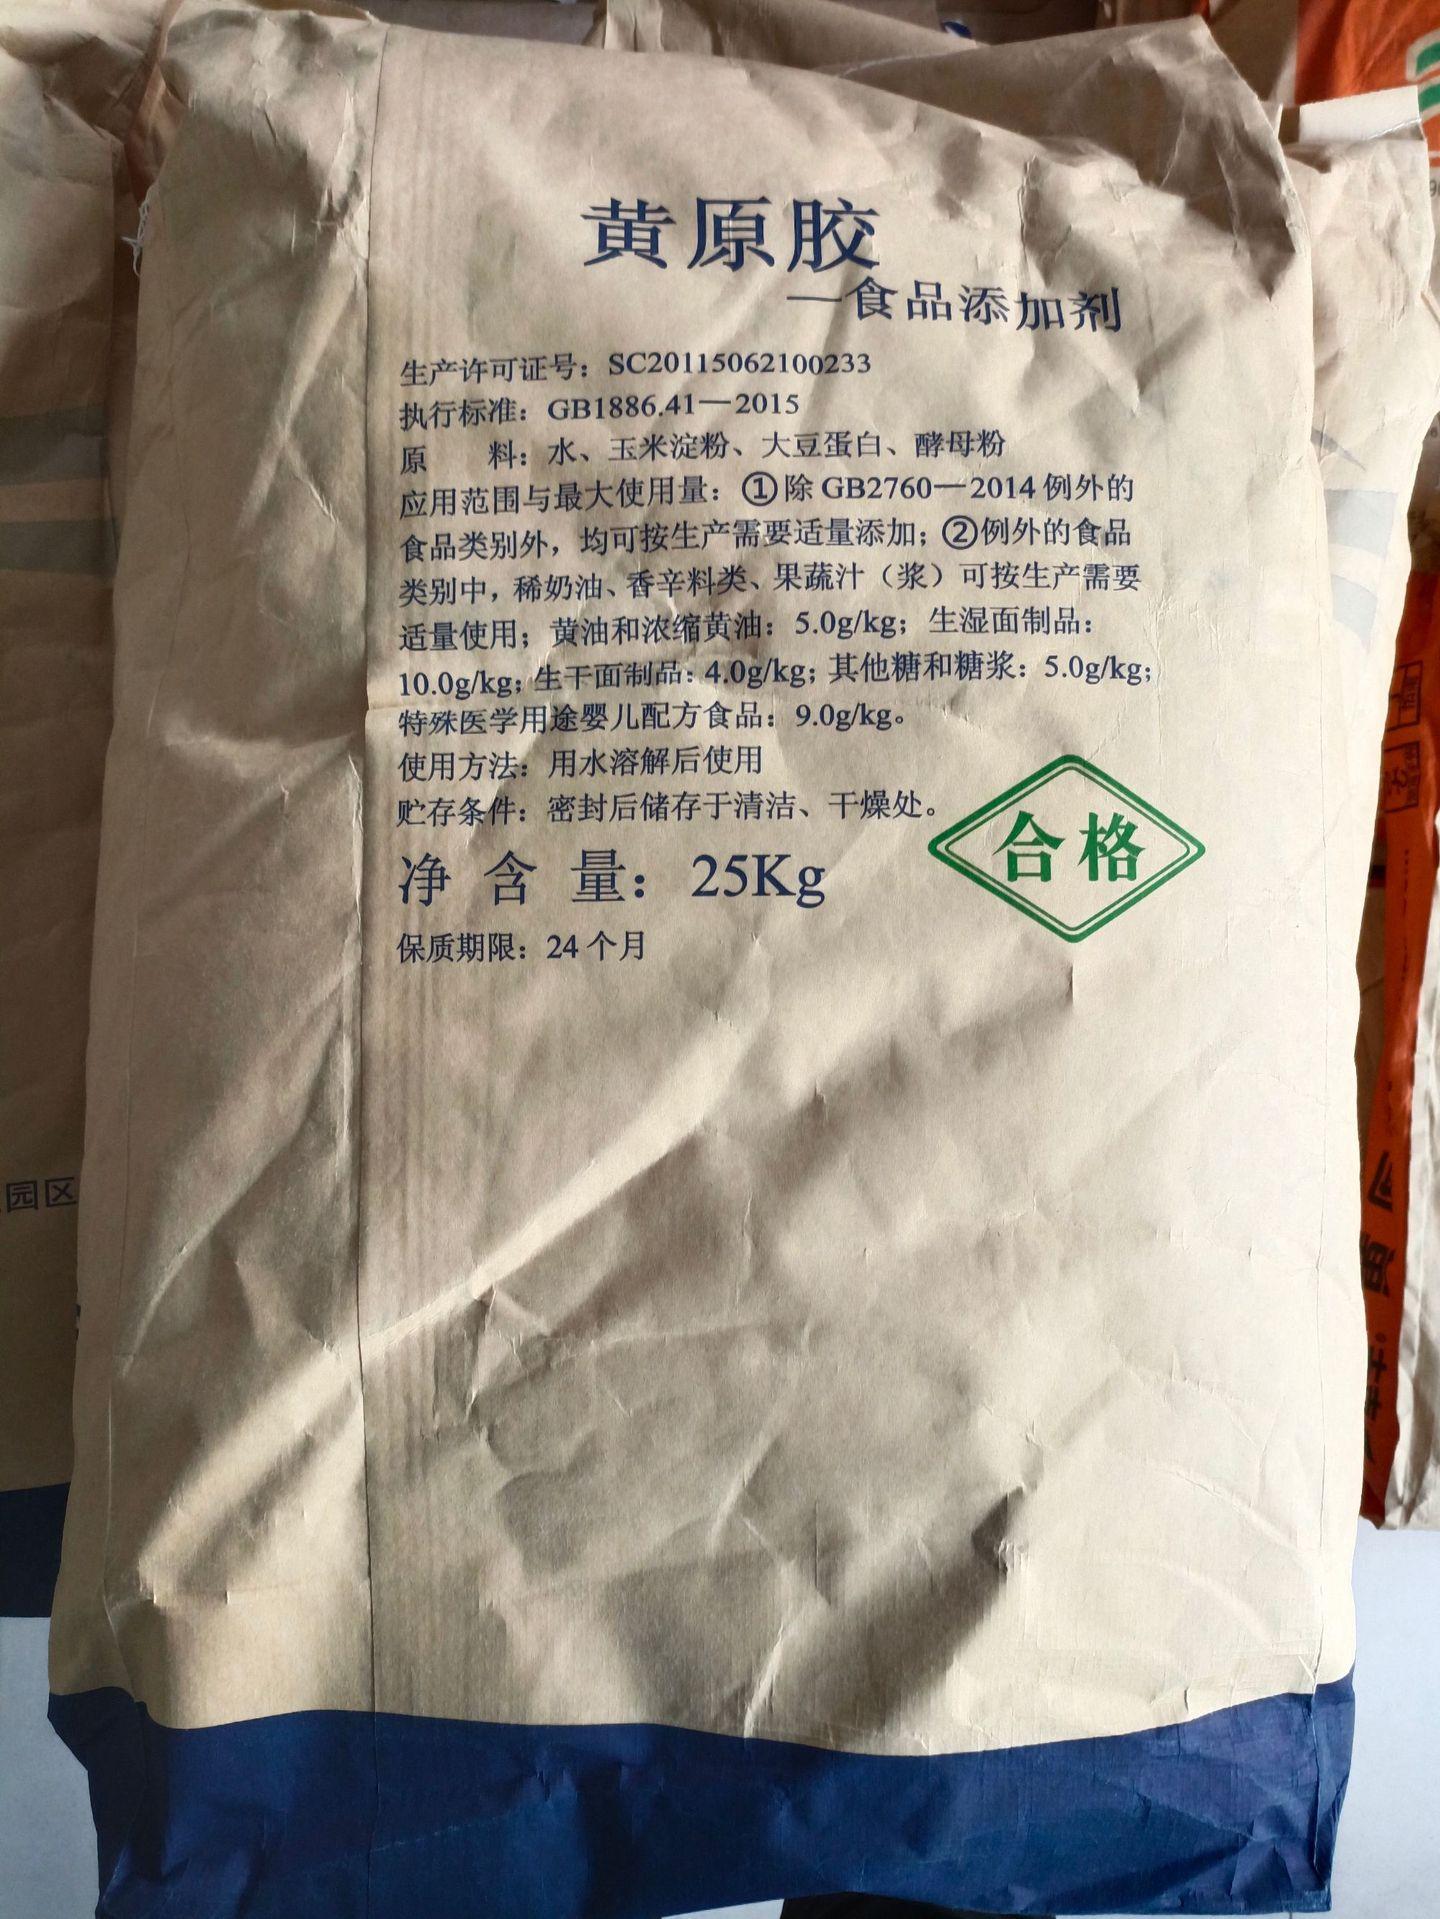 黄原胶
—食品添加剂
生产许可证号：SC20115062100233
执行标准：GB1886.41—2015
原　　料：水、玉米淀粉、大豆蛋白、酵母粉
应用范围与最大使用量：①除GB2760—2014例外的
食品类别外，均可按生产需要适量添加；②例外的食品
类别中，稀奶油、香辛料类、果蔬汁（浆）可按生产需要
适量使用；黄油和浓缩黄油：5.0g/kg；生湿面制品：
10.0g/kg；生干面制品：4.0g/kg；其他糖和糖浆：5.0g/kg；
特殊医学用途婴儿配方食品：9.0g/kg。
使用方法：用水溶解后使用
贮存条件：密封后储存于清洁、干燥处。
合格
净 含 量：25Kg
保质期限：24个月
园区